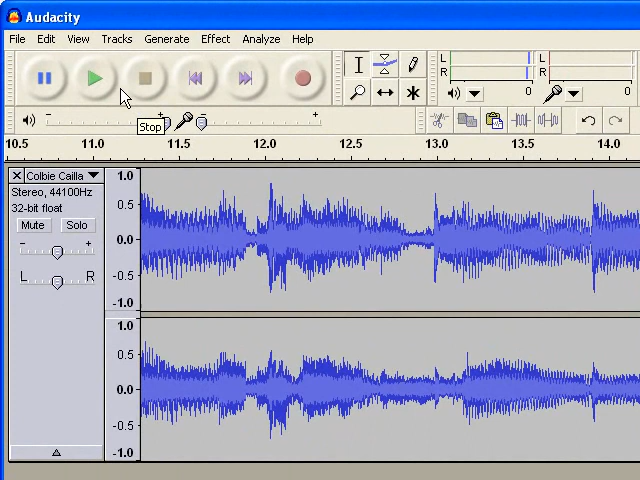 Audacity
File Edit View Tracks Generate Effect Analyze Help
L
R
0
L
R
0
- +
Stop
- +
10.5 11.0 11.5 12.0 12.5 13.0 13.5 14.0
Colbie Cailla
Stereo, 44100Hz
32-bit float
Mute Solo
- +
L R
1.0
0.5
0.0
-0.5
-1.0
1.0
0.5
0.0
-0.5
-1.0